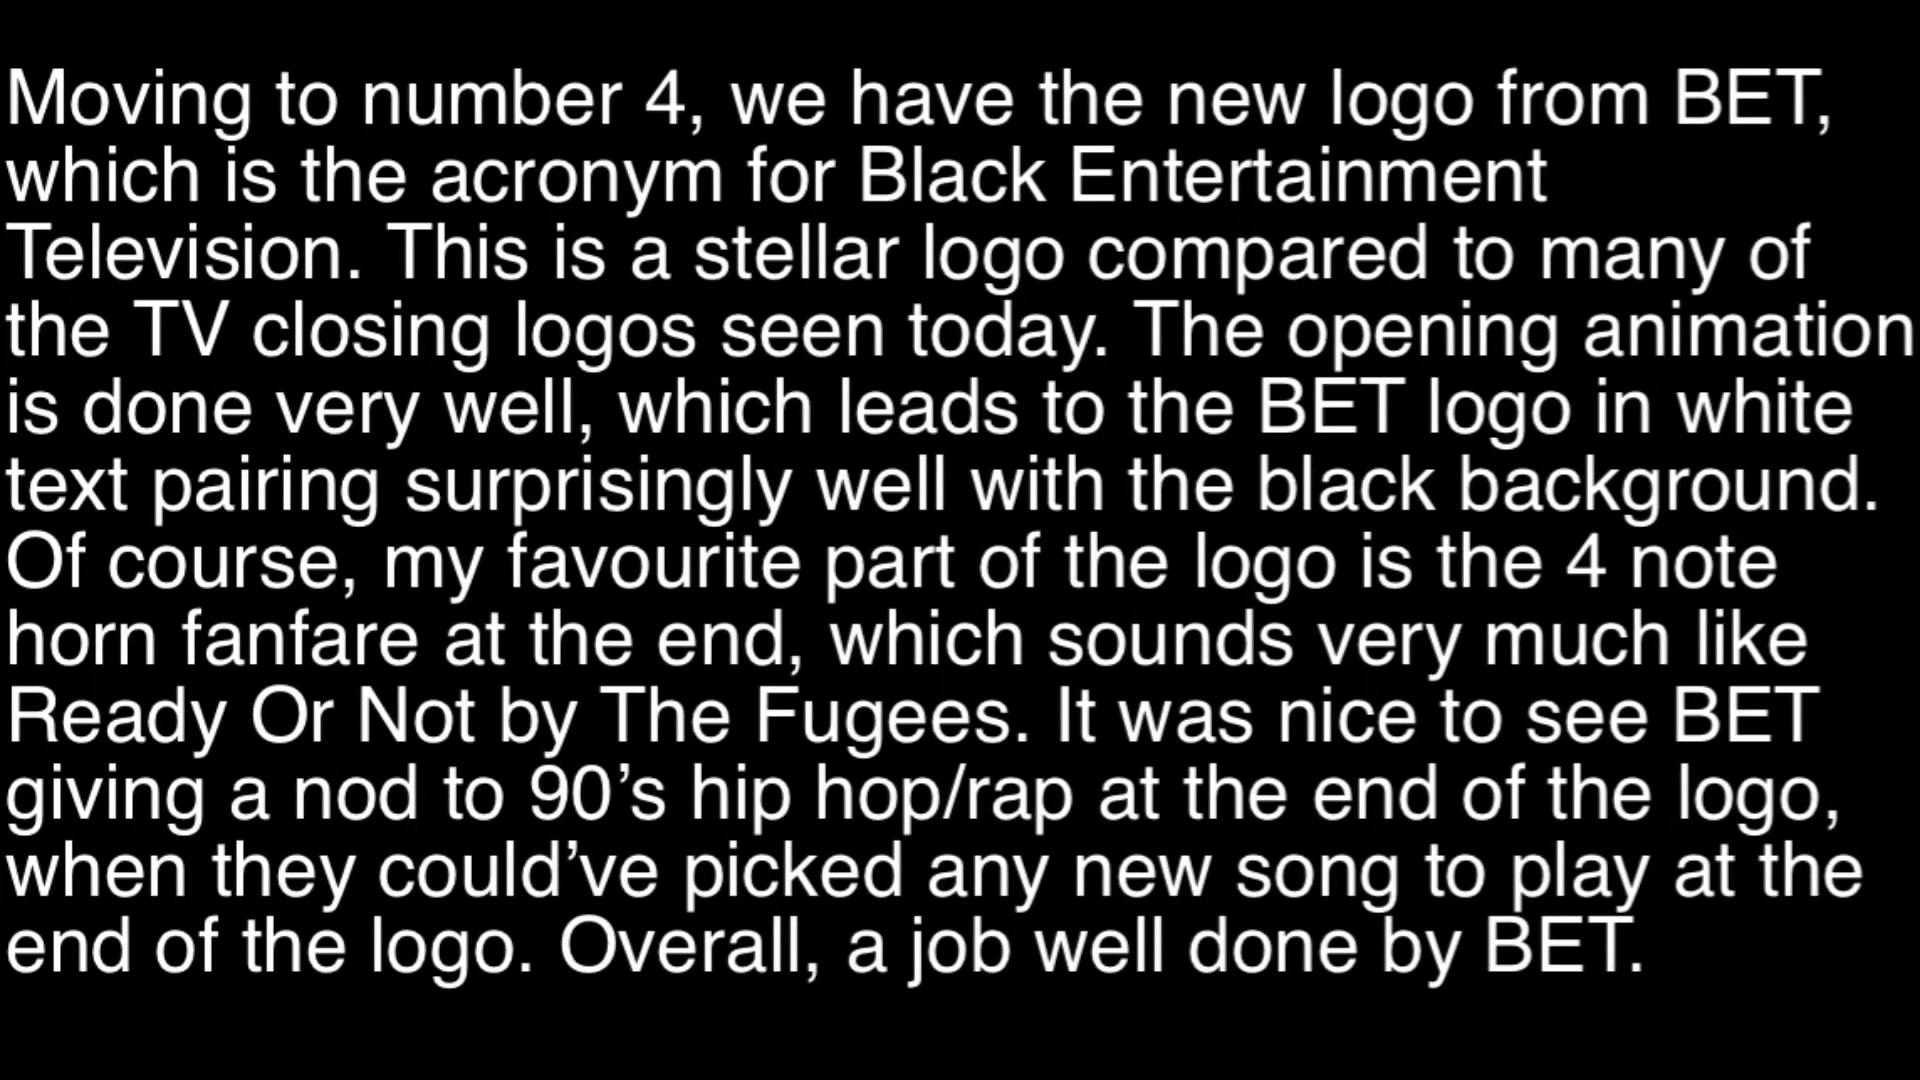 Moving to number 4, we have the new logo from BET,
which is the acronym for Black Entertainment
Television. This is a stellar logo compared to many of
the TV closing logos seen today. The opening animation
is done very well, which leads to the BET logo in white
text pairing surprisingly well with the black background.
Of course, my favourite part of the logo is the 4 note
horn fanfare at the end, which sounds very much like
Ready Or Not by The Fugees. It was nice to see BET
giving a nod to 90’s hip hop/rap at the end of the logo,
when they could’ve picked any new song to play at the
end of the logo. Overall, a job well done by BET.